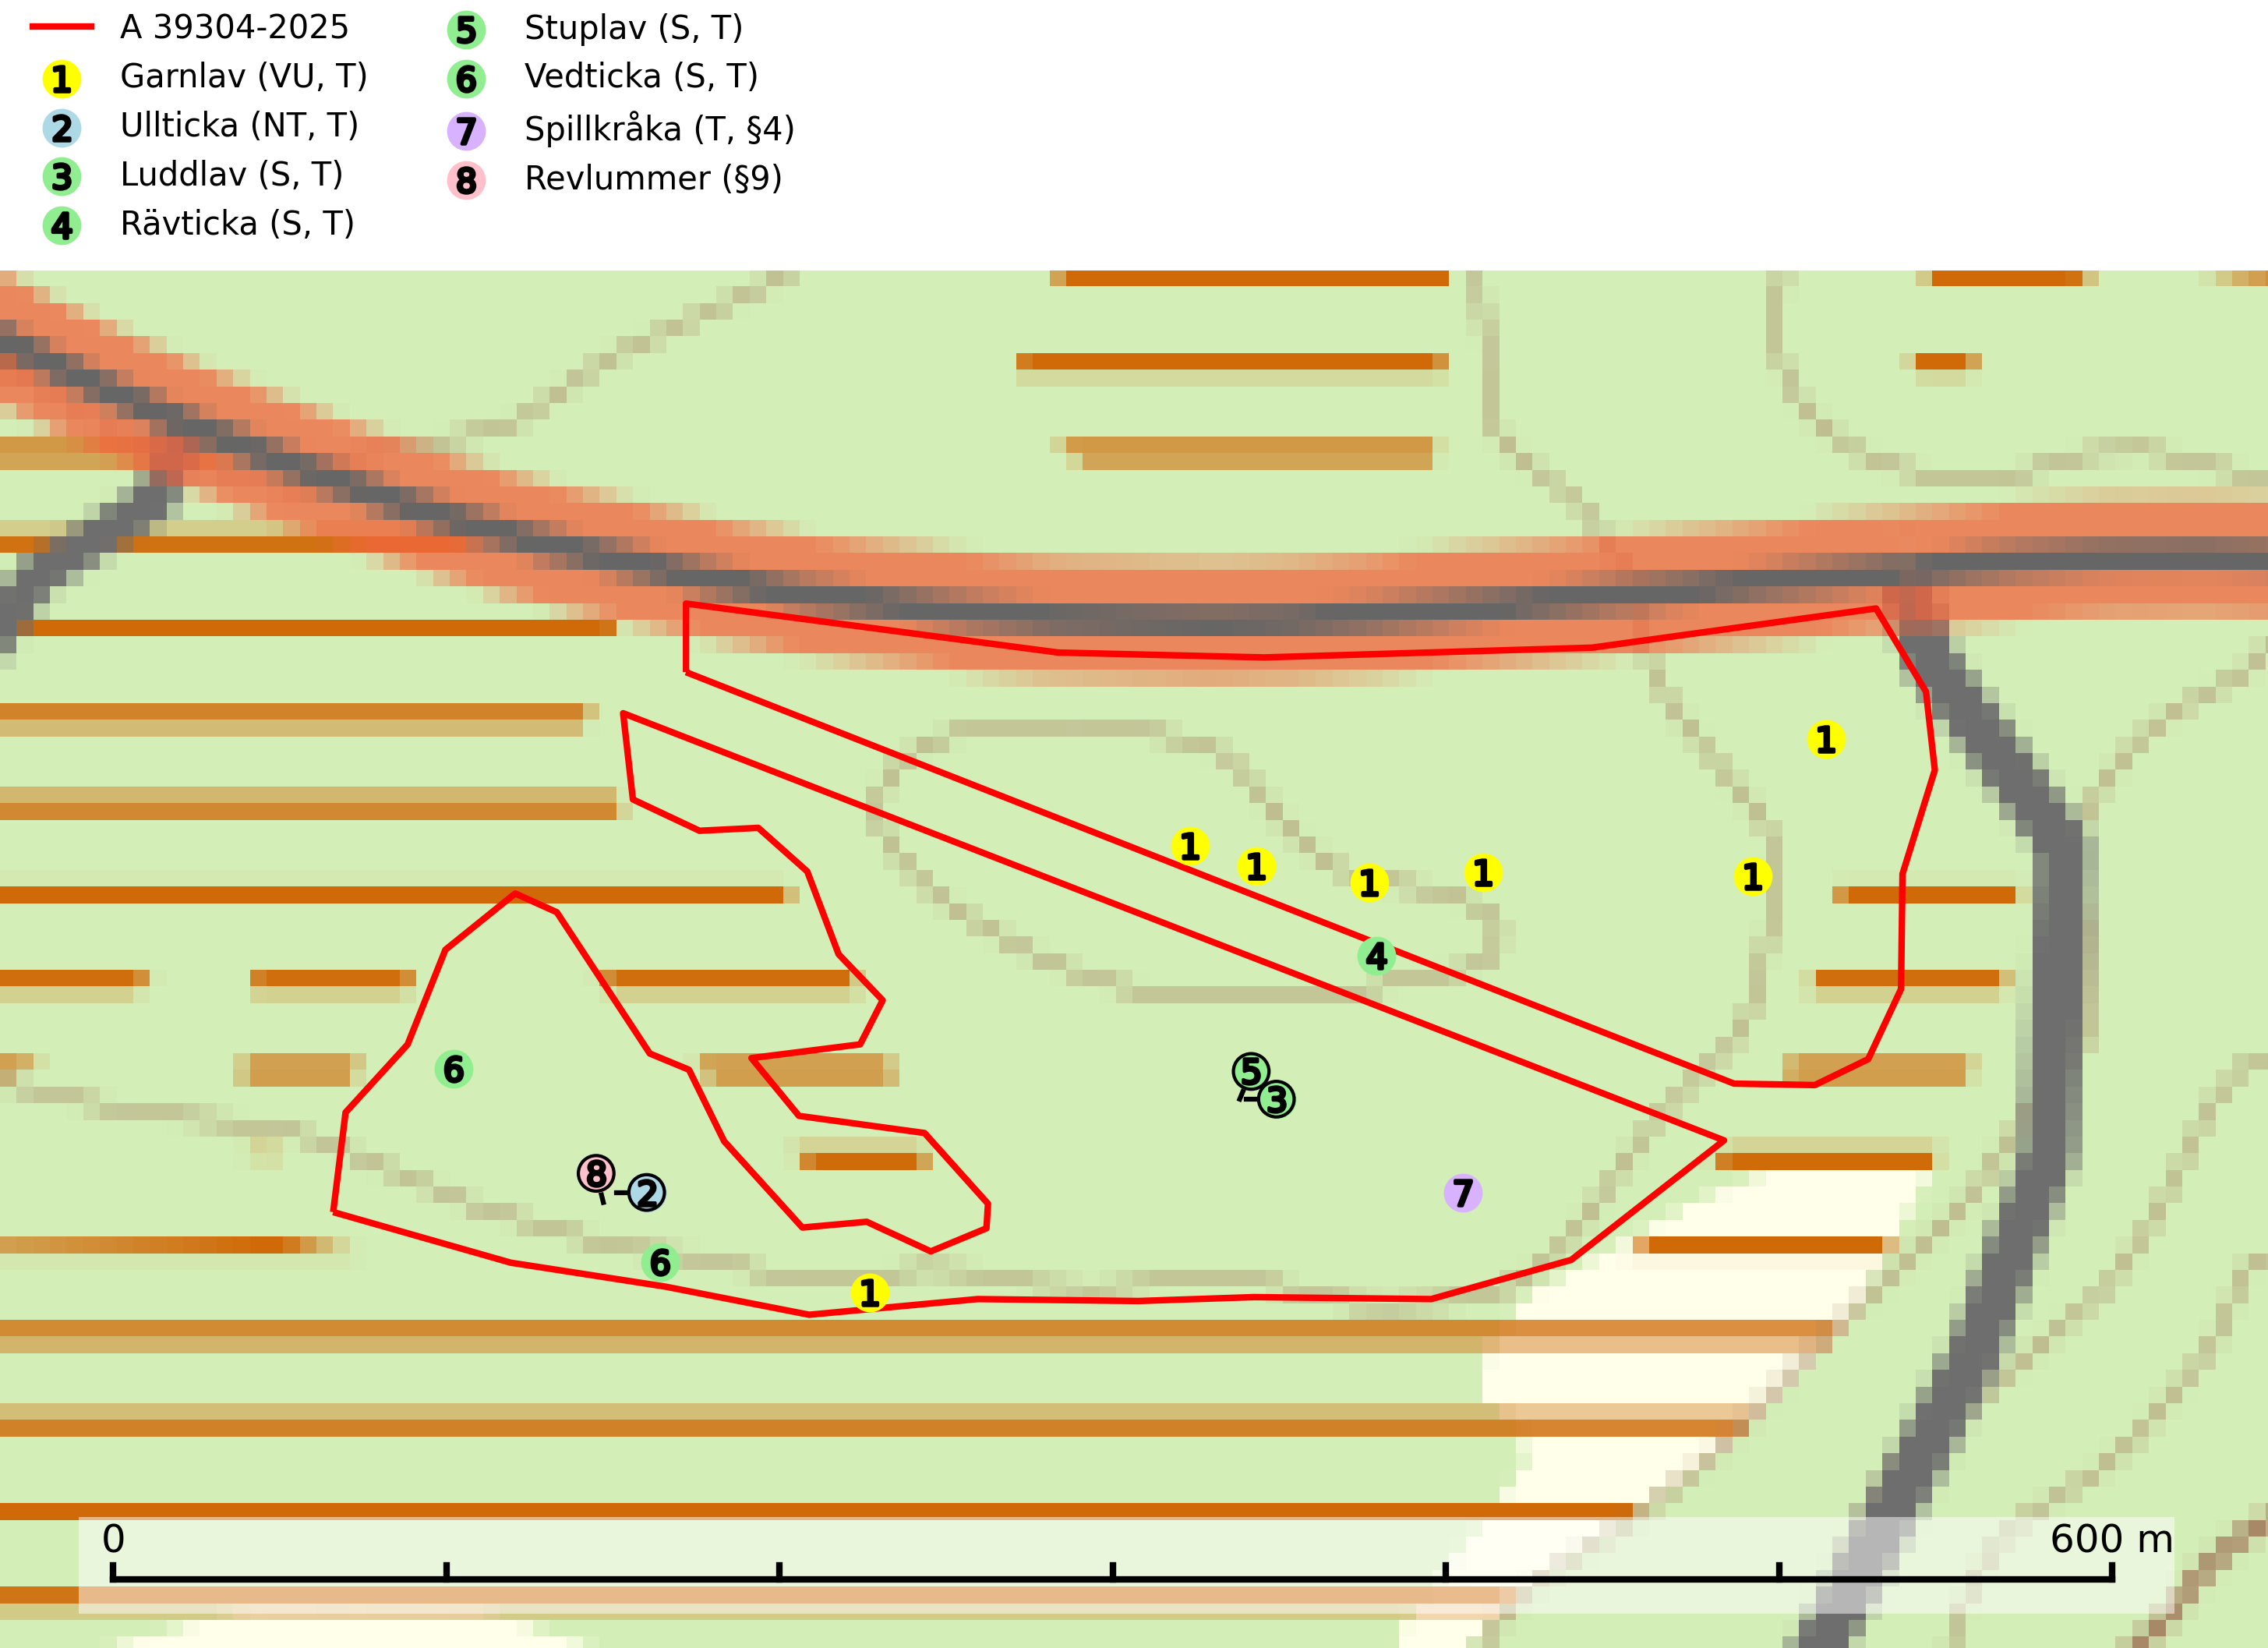 A 39304-2025
1 Garnlav (VU, T)
2 Ullticka (NT, T)
3 Luddlav (S, T)
4 Rävticka (S, T)
5 Stuplav (S, T)
6 Vedticka (S, T)
7 Spillkråka (T, §4)
8 Revlummer (§9)
1
1
1
1
1
1
4
5
3
6
8
2
7
6
1
0 600 m